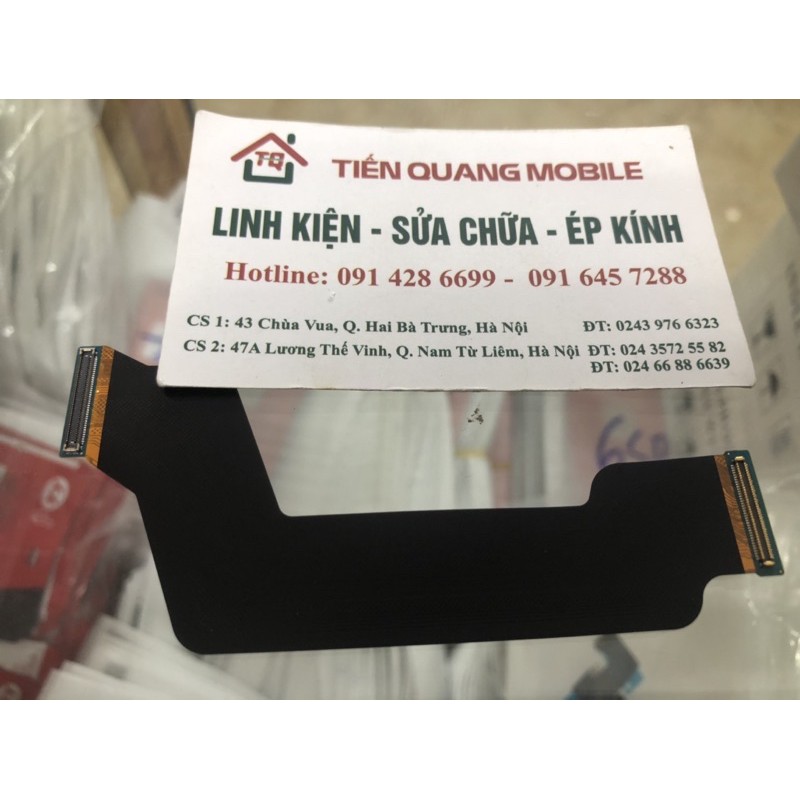 TQ
TIẾN QUANG MOBILE
LINH KIỆN - SỬA CHỮA - ÉP KÍNH
Hotline: 091 428 6699 - 091 645 7288
CS 1: 43 Chùa Vua, Q. Hai Bà Trưng, Hà Nội ĐT: 0243 976 6323
CS 2: 47A Lương Thế Vinh, Q. Nam Từ Liêm, Hà Nội ĐT: 024 3572 55 82
ĐT: 024 66 88 6639